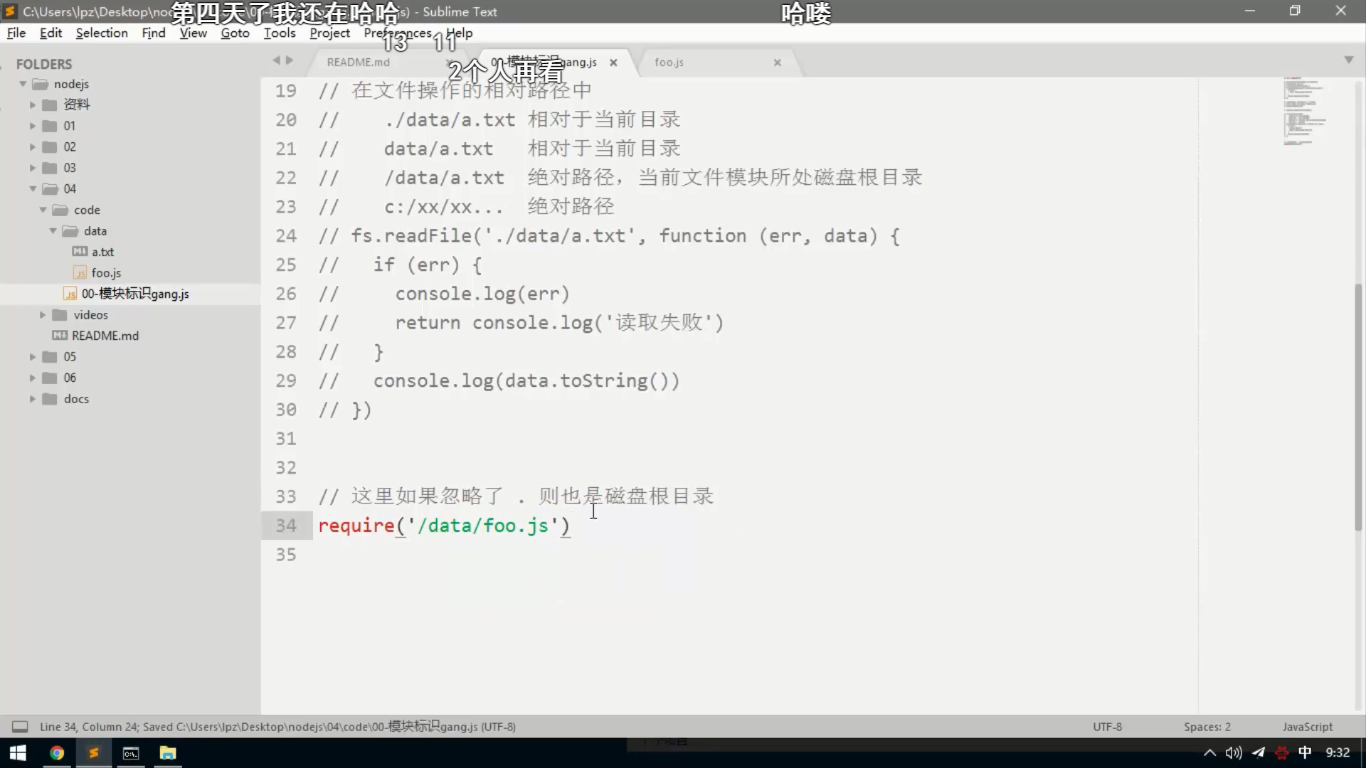 C:\Users\lpz\Desktop\nod
第四天了我还在哈哈
s) - Sublime Text
哈喽
File Edit Selection Find View Goto Tools Project Preferences Help
13 11
2个人再看
FOLDERS
README.md
00-模块标识gang.js
foo.js
nodejs
资料
01
02
03
04
code
data
a.txt
foo.js
00-模块标识gang.js
videos
README.md
05
06
docs
19 // 在文件操作的相对路径中
20 // ./data/a.txt 相对于当前目录
21 // data/a.txt 相对于当前目录
22 // /data/a.txt 绝对路径，当前文件模块所处磁盘根目录
23 // c:/xx/xx... 绝对路径
24 // fs.readFile('./data/a.txt', function (err, data) {
25 // if (err) {
26 // console.log(err)
27 // return console.log('读取失败')
28 // }
29 // console.log(data.toString())
30 // })
31
32
33 // 这里如果忽略了 . 则也是磁盘根目录
34 require('/data/foo.js')
35
Line 34, Column 24; Saved C:\Users\lpz\Desktop\nodejs\04\code\00-模块标识gang.js (UTF-8)
UTF-8
Spaces: 2
JavaScript
中
9:32